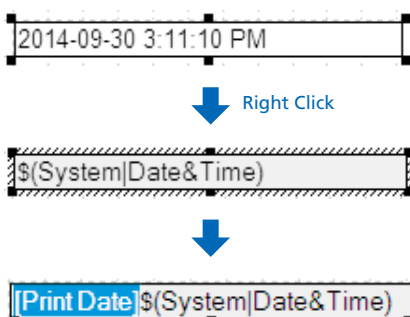 2014-09-30 3:11:10 PM
Right Click
$(System|Date&Time)
[Print Date]$(System|Date&Time)